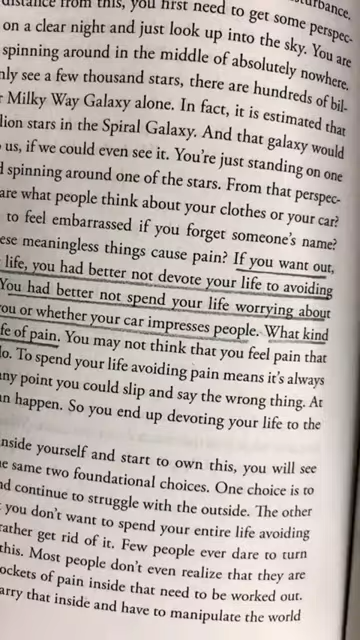 distance from this, you first need to get some perspec-
on a clear night and just look up into the sky. You are
spinning around in the middle of absolutely nowhere.
only see a few thousand stars, there are hundreds of bil-
Milky Way Galaxy alone. In fact, it is estimated that
lion stars in the Spiral Galaxy. And that galaxy would
us, if we could even see it. You're just standing on one
spinning around one of the stars. From that perspec-
are what people think about your clothes or your car?
to feel embarrassed if you forget someone's name?
ese meaningless things cause pain? If you want out,
life, you had better not devote your life to avoiding
You had better not spend your life worrying about
ou or whether your car impresses people. What kind
fe of pain. You may not think that you feel pain that
do. To spend your life avoiding pain means it's always
any point you could slip and say the wrong thing. At
an happen. So you end up devoting your life to the
nside yourself and start to own this, you will see
e same two foundational choices. One choice is to
nd continue to struggle with the outside. The other
you don't want to spend your entire life avoiding
rather get rid of it. Few people ever dare to turn
this. Most people don't even realize that they are
ockets of pain inside that need to be worked out.
arry that inside and have to manipulate the world